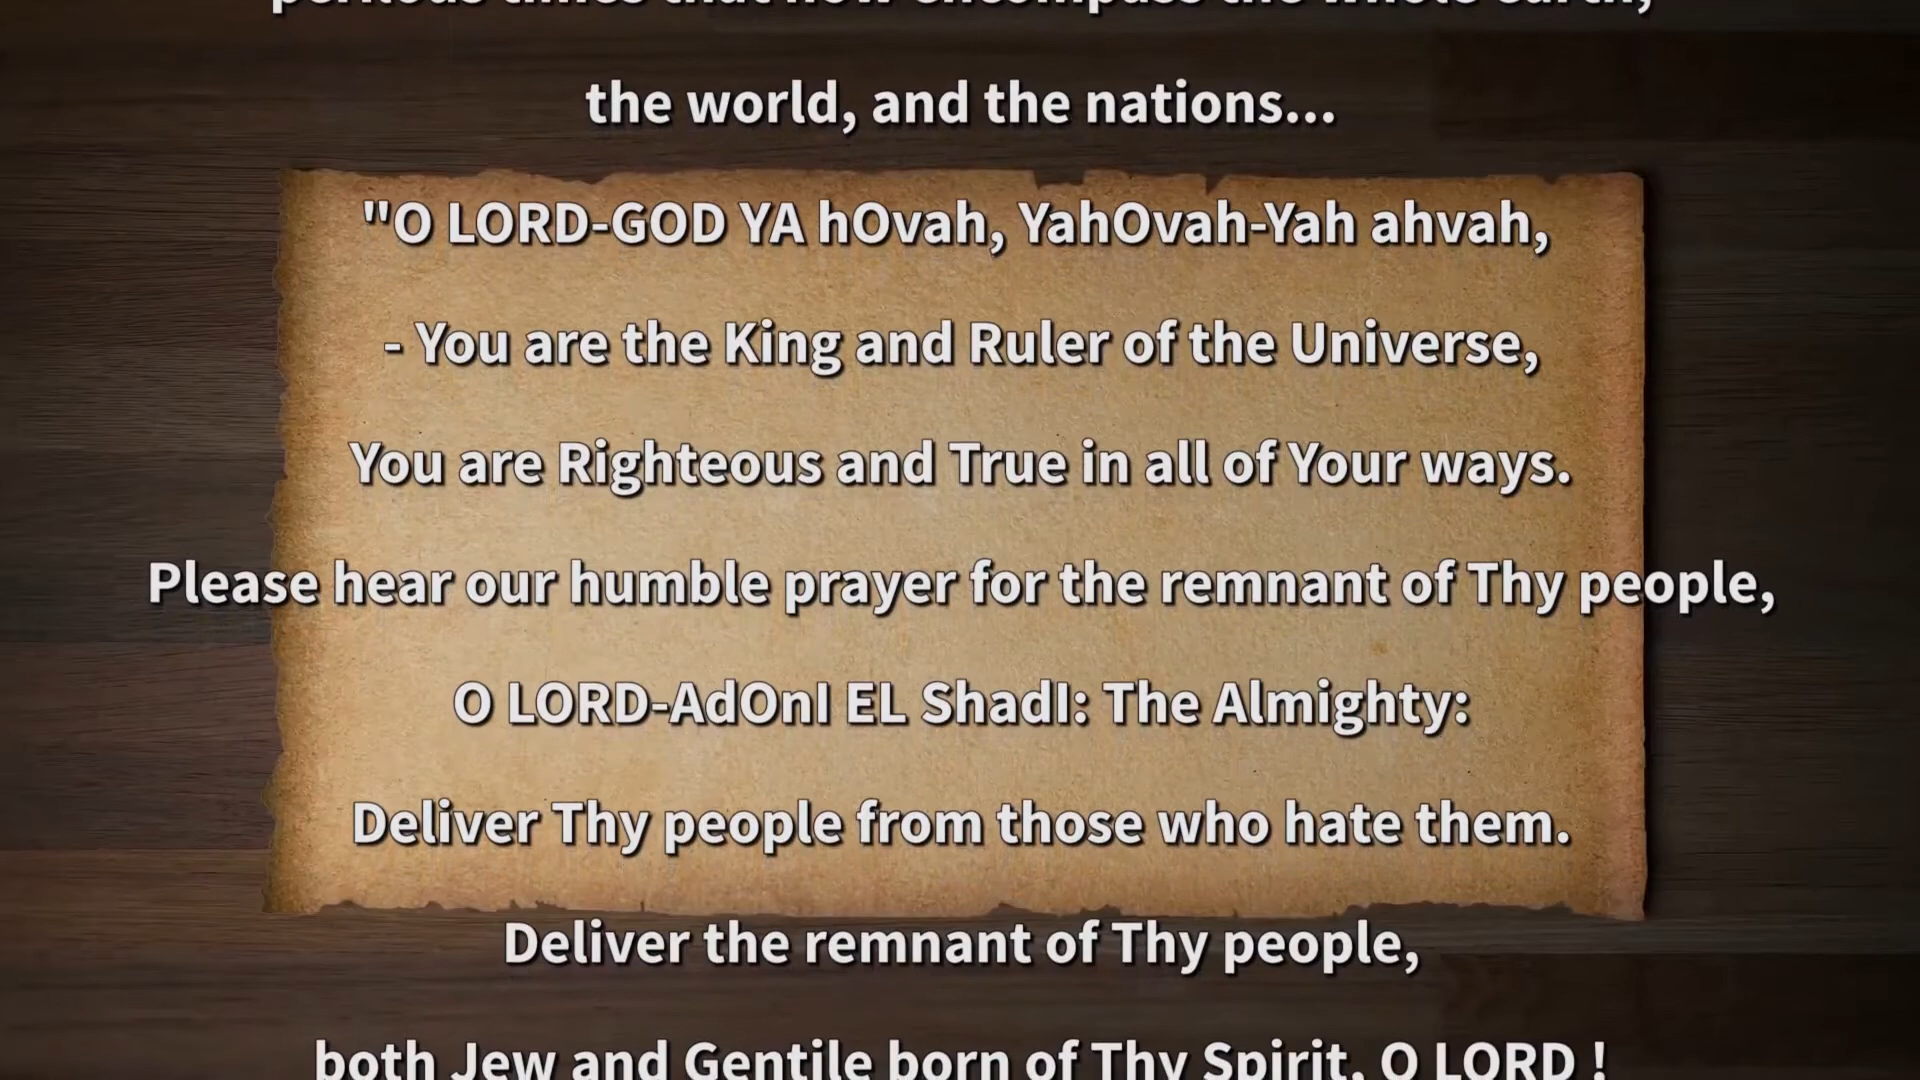 perilous times that now encompass the whole earth,
the world, and the nations...
"O LORD-GOD YA hOvah, YahOvah-Yah ahvah,
- You are the King and Ruler of the Universe,
You are Righteous and True in all of Your ways.
Please hear our humble prayer for the remnant of Thy people,
O LORD-AdOnI EL ShadI: The Almighty:
Deliver Thy people from those who hate them.
Deliver the remnant of Thy people,
both Jew and Gentile born of Thy Spirit, O LORD !